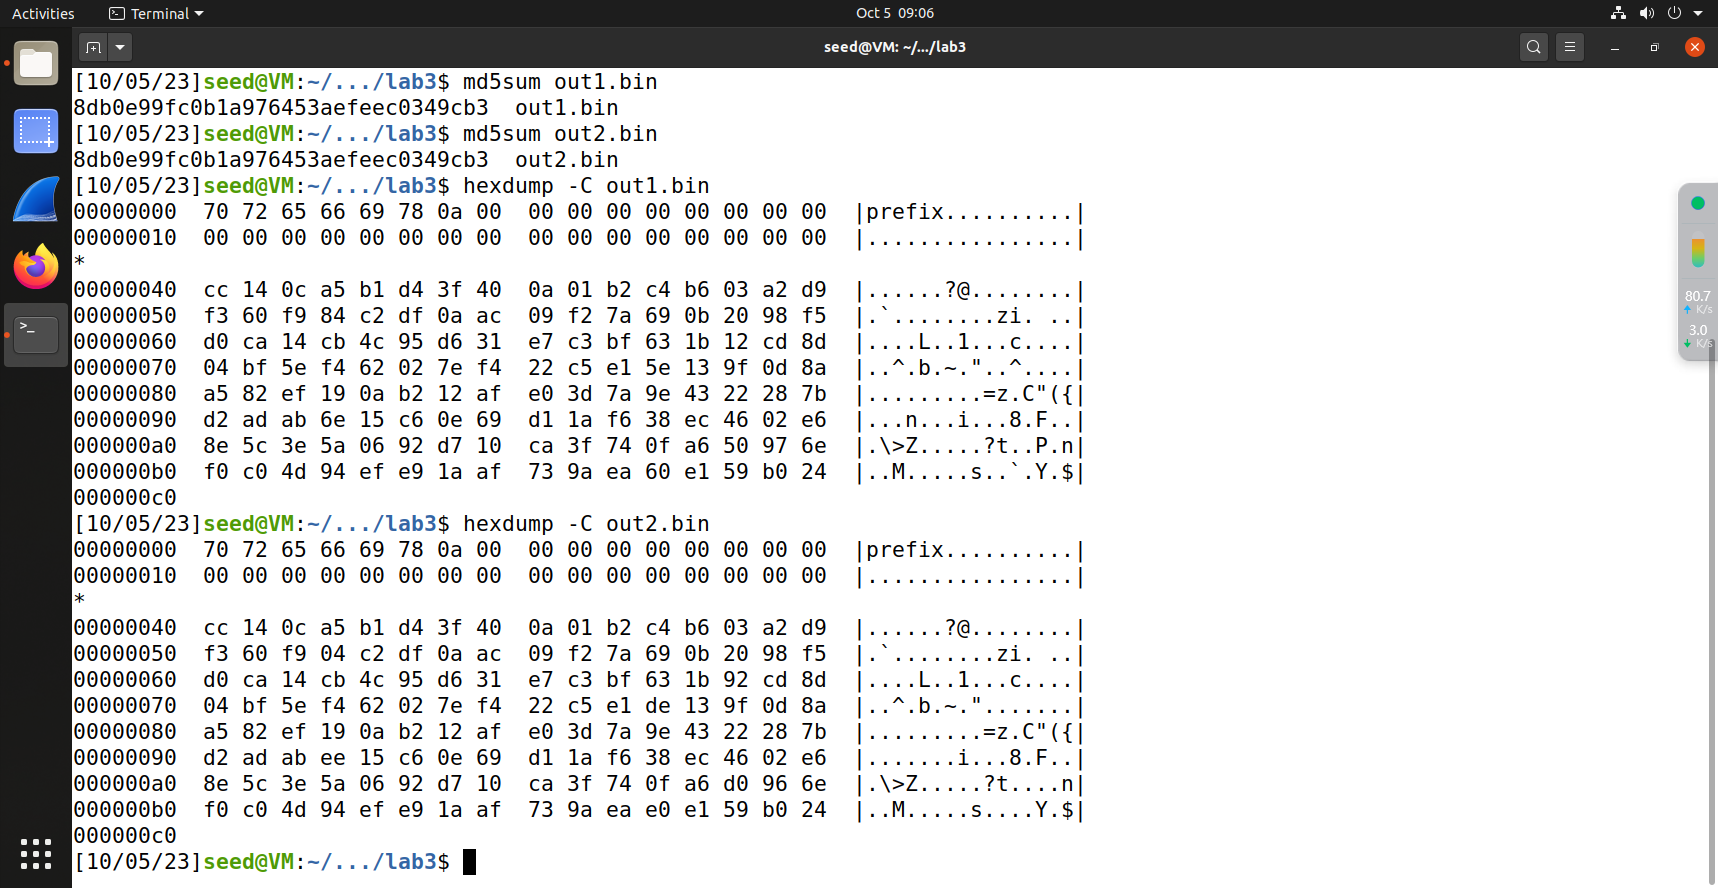 Activities
Terminal
Oct 5 09:06
seed@VM: ~/.../lab3
[10/05/23]seed@VM:~/.../lab3$ md5sum out1.bin
8db0e99fc0b1a976453aefeec0349cb3  out1.bin
[10/05/23]seed@VM:~/.../lab3$ md5sum out2.bin
8db0e99fc0b1a976453aefeec0349cb3  out2.bin
[10/05/23]seed@VM:~/.../lab3$ hexdump -C out1.bin
00000000  70 72 65 66 69 78 0a 00  00 00 00 00 00 00 00 00  |prefix..........|
00000010  00 00 00 00 00 00 00 00  00 00 00 00 00 00 00 00  |................|
*
00000040  cc 14 0c a5 b1 d4 3f 40  0a 01 b2 c4 b6 03 a2 d9  |......?@........|
00000050  f3 60 f9 84 c2 df 0a ac  09 f2 7a 69 0b 20 98 f5  |.`........zi. ..|
00000060  d0 ca 14 cb 4c 95 d6 31  e7 c3 bf 63 1b 12 cd 8d  |....L..1...c....|
00000070  04 bf 5e f4 62 02 7e f4  22 c5 e1 5e 13 9f 0d 8a  |..^.b.~."..^....|
00000080  a5 82 ef 19 0a b2 12 af  e0 3d 7a 9e 43 22 28 7b  |.........=z.C"({|
00000090  d2 ad ab 6e 15 c6 0e 69  d1 1a f6 38 ec 46 02 e6  |...n...i...8.F..|
000000a0  8e 5c 3e 5a 06 92 d7 10  ca 3f 74 0f a6 50 97 6e  |.\>Z.....?t..P.n|
000000b0  f0 c0 4d 94 ef e9 1a af  73 9a ea 60 e1 59 b0 24  |..M.....s..`.Y.$|
000000c0
[10/05/23]seed@VM:~/.../lab3$ hexdump -C out2.bin
00000000  70 72 65 66 69 78 0a 00  00 00 00 00 00 00 00 00  |prefix..........|
00000010  00 00 00 00 00 00 00 00  00 00 00 00 00 00 00 00  |................|
*
00000040  cc 14 0c a5 b1 d4 3f 40  0a 01 b2 c4 b6 03 a2 d9  |......?@........|
00000050  f3 60 f9 04 c2 df 0a ac  09 f2 7a 69 0b 20 98 f5  |.`........zi. ..|
00000060  d0 ca 14 cb 4c 95 d6 31  e7 c3 bf 63 1b 92 cd 8d  |....L..1...c....|
00000070  04 bf 5e f4 62 02 7e f4  22 c5 e1 de 13 9f 0d 8a  |..^.b.~.".......|
00000080  a5 82 ef 19 0a b2 12 af  e0 3d 7a 9e 43 22 28 7b  |.........=z.C"({|
00000090  d2 ad ab ee 15 c6 0e 69  d1 1a f6 38 ec 46 02 e6  |.......i...8.F..|
000000a0  8e 5c 3e 5a 06 92 d7 10  ca 3f 74 0f a6 d0 96 6e  |.\>Z.....?t....n|
000000b0  f0 c0 4d 94 ef e9 1a af  73 9a ea e0 e1 59 b0 24  |..M.....s....Y.$|
000000c0
[10/05/23]seed@VM:~/.../lab3$
80.7
K/s
3.0
K/s